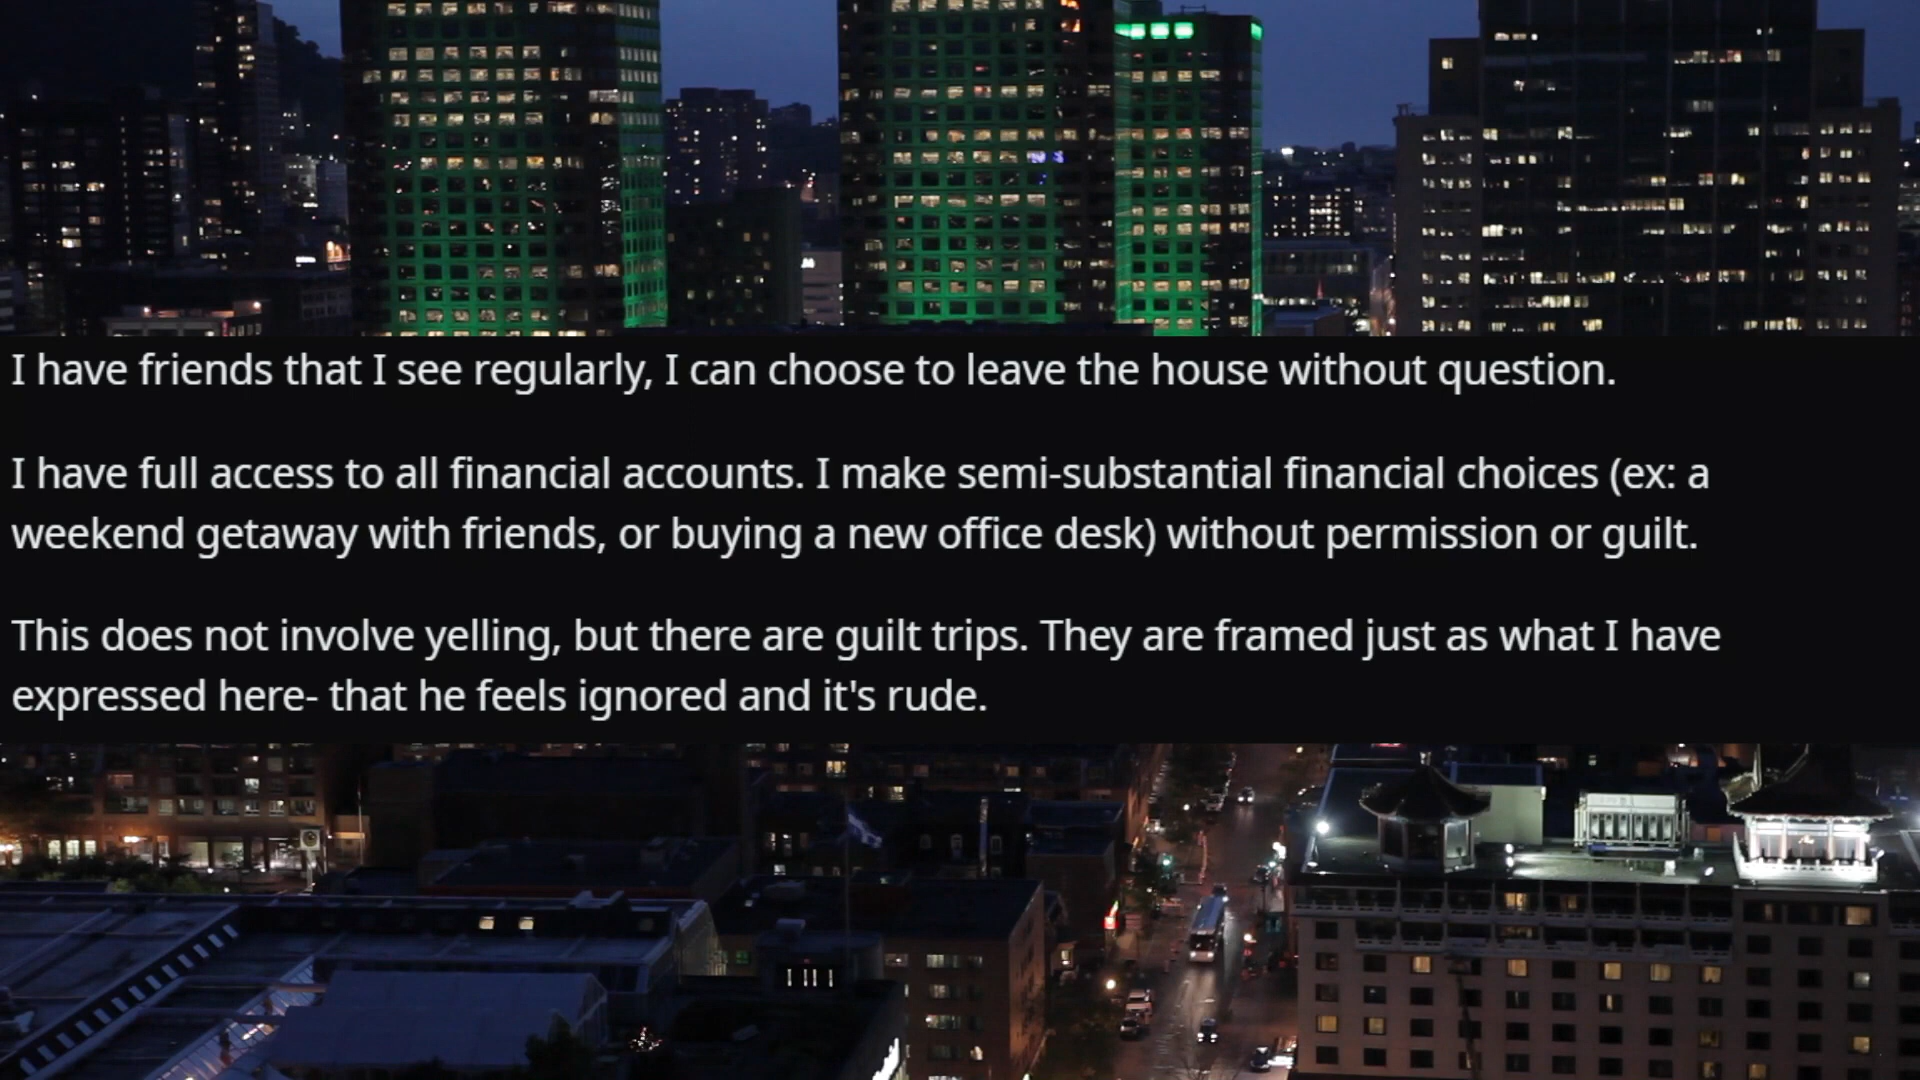 I have friends that I see regularly, I can choose to leave the house without question.
I have full access to all financial accounts. I make semi-substantial financial choices (ex: a
weekend getaway with friends, or buying a new office desk) without permission or guilt.
This does not involve yelling, but there are guilt trips. They are framed just as what I have
expressed here- that he feels ignored and it's rude.